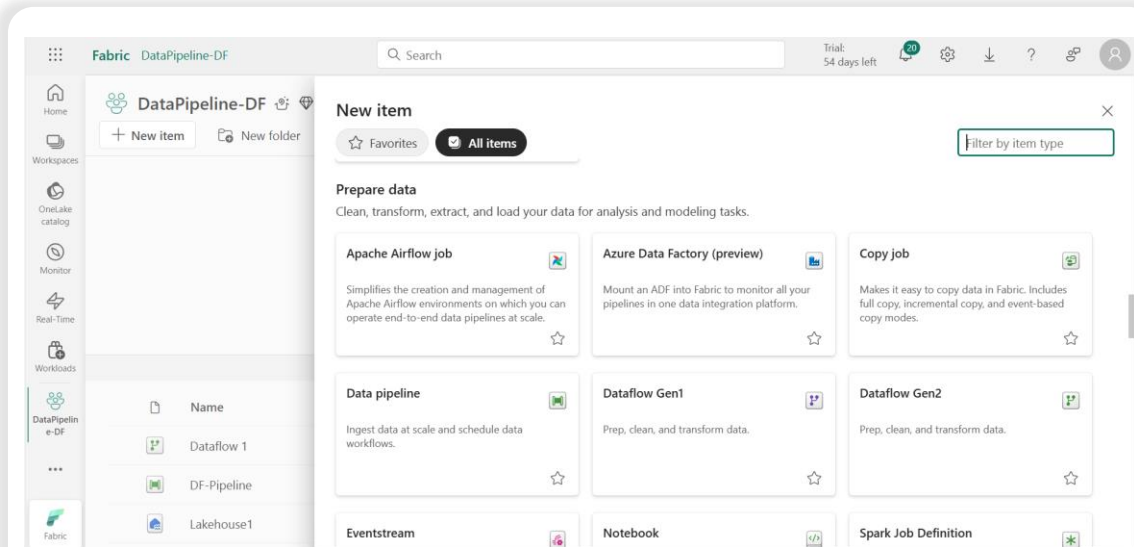 Fabric DataPipeline-DF
Search
Trial:
54 days left
20
Home
Workspaces
OneLake
catalog
Monitor
Real-Time
Workloads
DataPipelin
e-DF
Fabric
DataPipeline-DF
New item
New folder
Name
Dataflow 1
DF-Pipeline
Lakehouse1
New item
Favorites
All items
Filter by item type
Prepare data
Clean, transform, extract, and load your data for analysis and modeling tasks.
Apache Airflow job
Simplifies the creation and management of
Apache Airflow environments on which you can
operate end-to-end data pipelines at scale.
Azure Data Factory (preview)
Mount an ADF into Fabric to monitor all your
pipelines in one data integration platform.
Copy job
Makes it easy to copy data in Fabric. Includes
full copy, incremental copy, and event-based
copy modes.
Data pipeline
Ingest data at scale and schedule data
workflows.
Dataflow Gen1
Prep, clean, and transform data.
Dataflow Gen2
Prep, clean, and transform data.
Eventstream
Notebook
Spark Job Definition